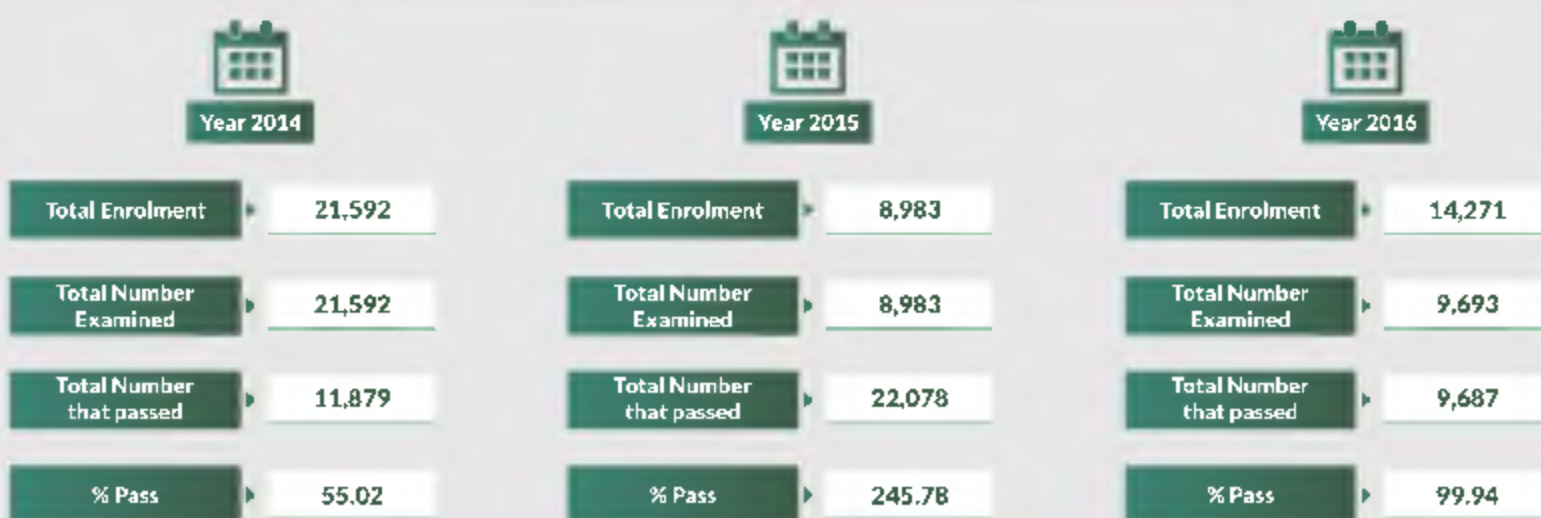 Year 2014
Total Enrolment
21,592
Total Number
Examined
21,592
Total Number
that passed
11,879
% Pass
55.02
Year 2015
Total Enrolment
8,983
Total Number
Examined
8,983
Total Number
that passed
22,078
% Pass
245.78
Year 2016
Total Enrolment
14,271
Total Number
Examined
9,693
Total Number
that passed
9,687
% Pass
99.94